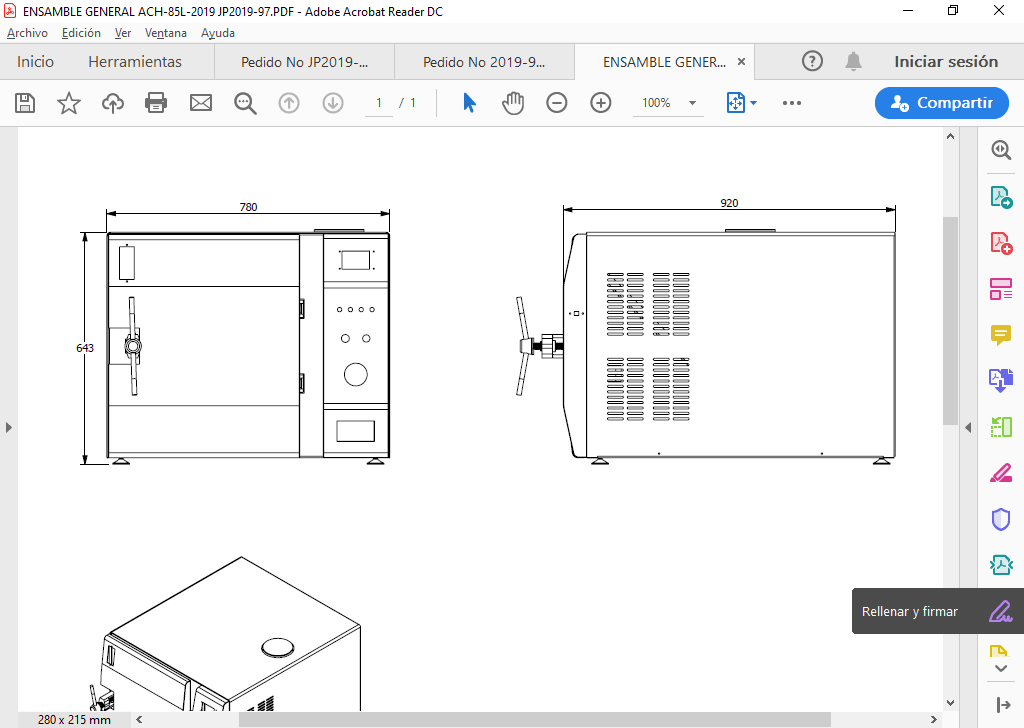 ENSAMBLE GENERAL ACH-85L-2019 JP2019-97.PDF - Adobe Acrobat Reader DC
Archivo Edición Ver Ventana Ayuda
Inicio Herramientas Pedido No JP2019-... Pedido No 2019-9... ENSAMBLE GENER... × Iniciar sesión
1 / 1 100% Compartir
780
920
643
Rellenar y firmar
280 x 215 mm